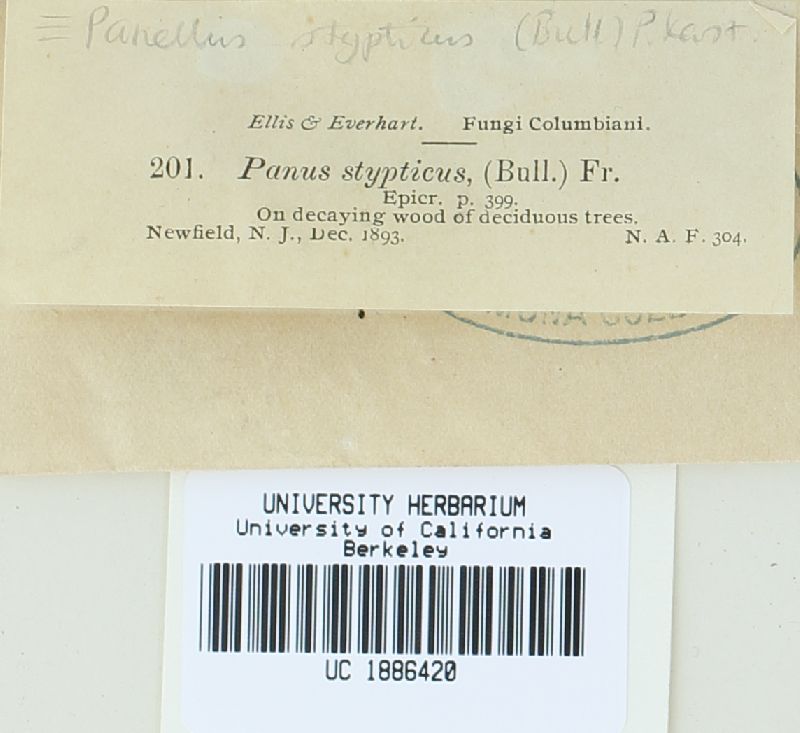 ≡ Panellus stypticus (Bull) P. Karst.
Ellis & Everhart. Fungi Columbiani.
201. Panus stypticus, (Bull.) Fr.
Epicr. p. 399.
On decaying wood of deciduous trees.
Newfield, N. J., Dec. 1893. N. A. F. 304.
UNIVERSITY HERBARIUM
University of California
Berkeley
UC 1886420